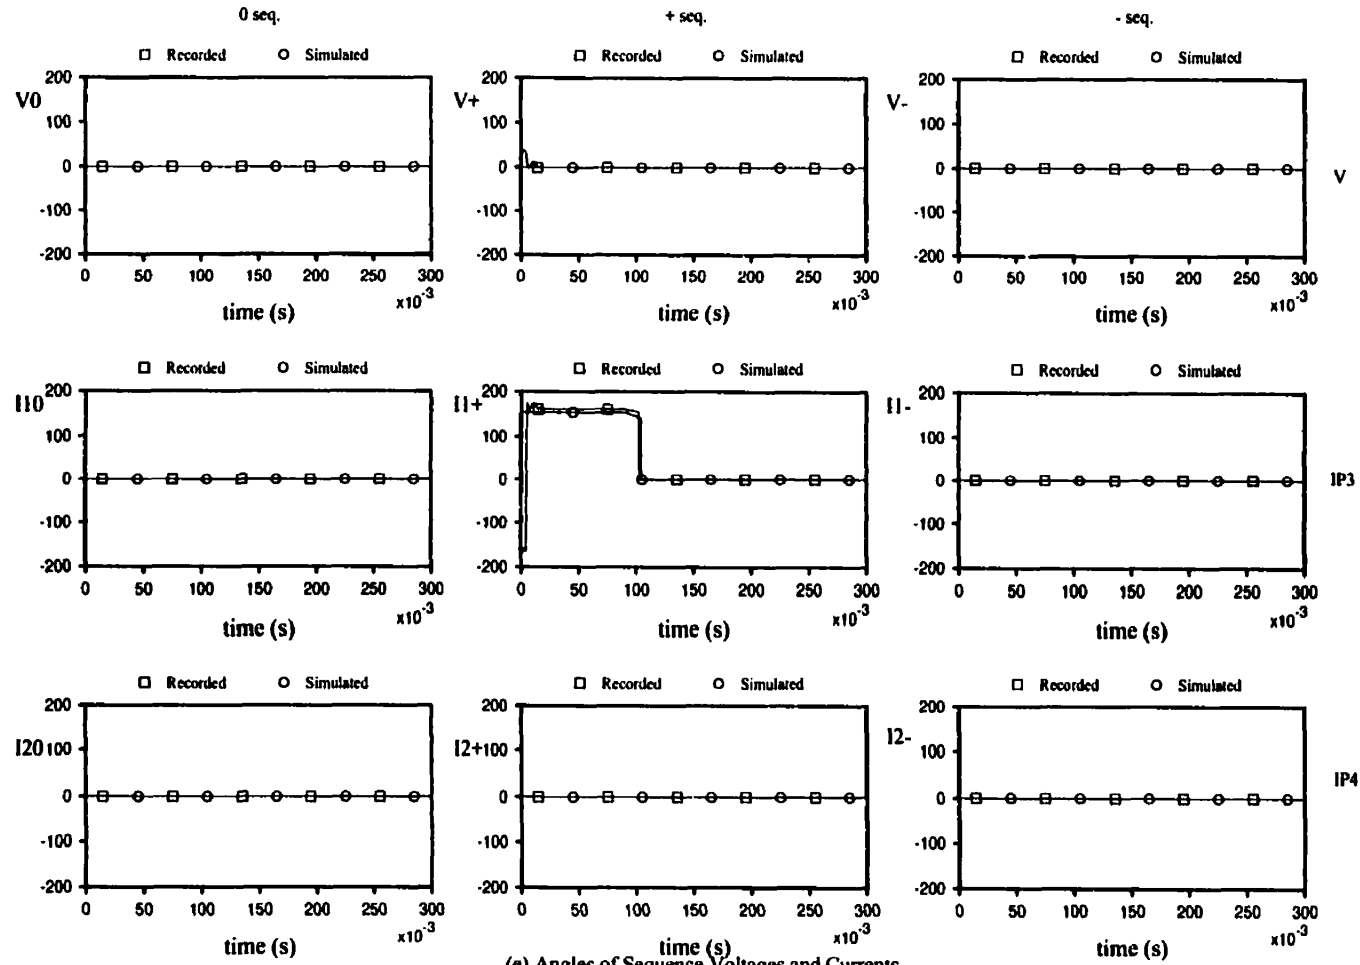 0 seq. + seq. - seq.
Recorded Simulated Recorded Simulated Recorded Simulated
V0 V+ V- V
200 200 200
100 100 100
0 0 0
-100 -100 -100
-200 -200 -200
0 50 100 150 200 250 300 0 50 100 150 200 250 300 0 50 100 150 200 250 300
x10-3 x10-3 x10-3
time (s) time (s) time (s)
Recorded Simulated Recorded Simulated Recorded Simulated
I10 I1+ I1- IP3
200 200 200
100 100 100
0 0 0
-100 -100 -100
-200 -200 -200
0 50 100 150 200 250 300 0 50 100 150 200 250 300 0 50 100 150 200 250 300
x10-3 x10-3 x10-3
time (s) time (s) time (s)
Recorded Simulated Recorded Simulated Recorded Simulated
I20 I2+ I2- IP4
200 200 200
100 100 100
0 0 0
-100 -100 -100
-200 -200 -200
0 50 100 150 200 250 300 0 50 100 150 200 250 300 0 50 100 150 200 250 300
x10-3 x10-3 x10-3
time (s) time (s) time (s)
(e) Angles of Sequence Voltages and Currents